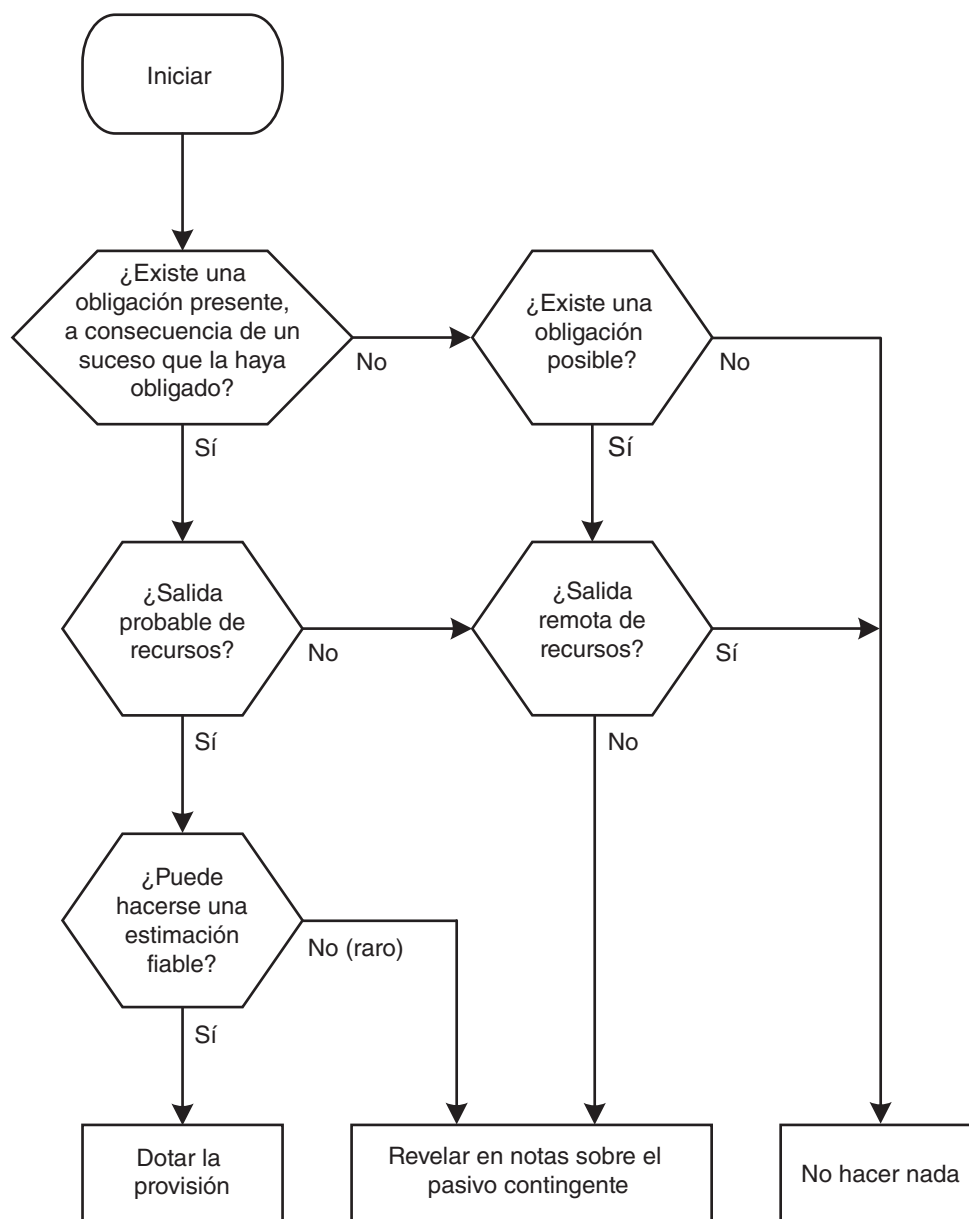 Iniciar
¿Existe una
obligación presente,
a consecuencia de un
suceso que la haya
obligado?
No
¿Existe una
obligación
posible?
No
Sí
Sí
¿Salida
probable de
recursos?
No
¿Salida
remota de
recursos?
Sí
Sí
No
¿Puede
hacerse una
estimación
fiable?
No (raro)
Sí
Dotar la
provisión
Revelar en notas sobre el
pasivo contingente
No hacer nada